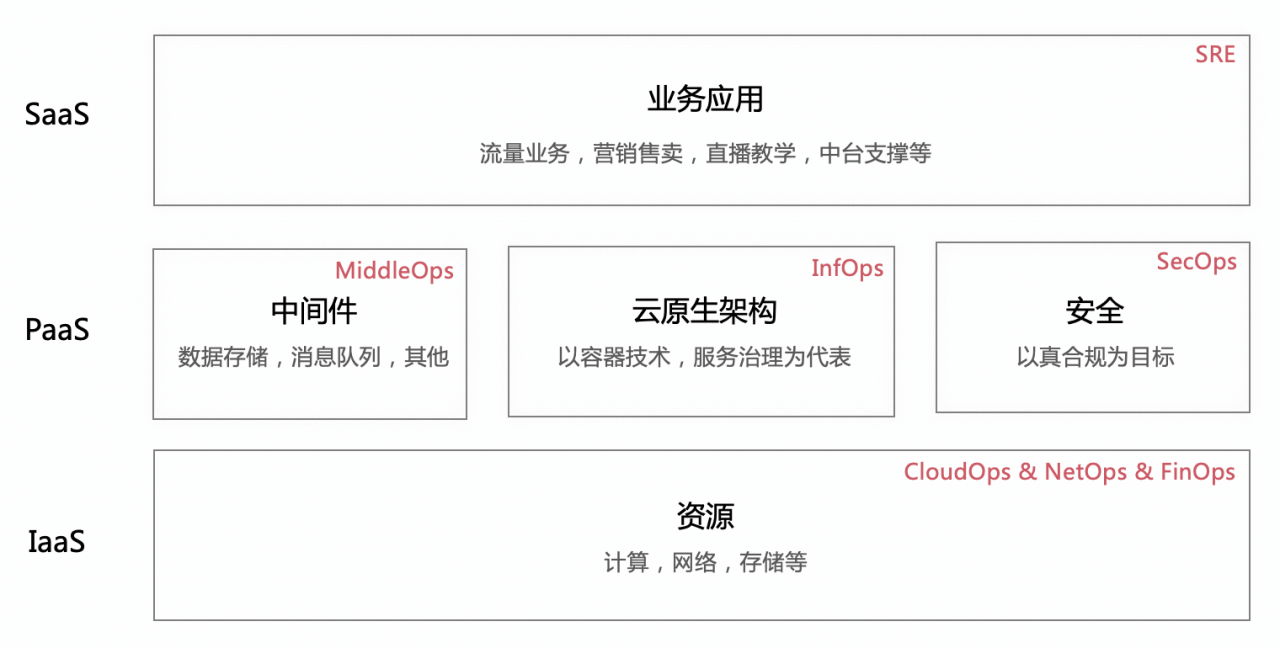 SRE
SaaS
业务应用
流量业务，营销售卖，直播教学，中台支撑等
PaaS
MiddleOps
中间件
数据存储，消息队列，其他
InfOps
云原生架构
以容器技术，服务治理为代表
SecOps
安全
以真合规为目标
IaaS
CloudOps & NetOps & FinOps
资源
计算，网络，存储等